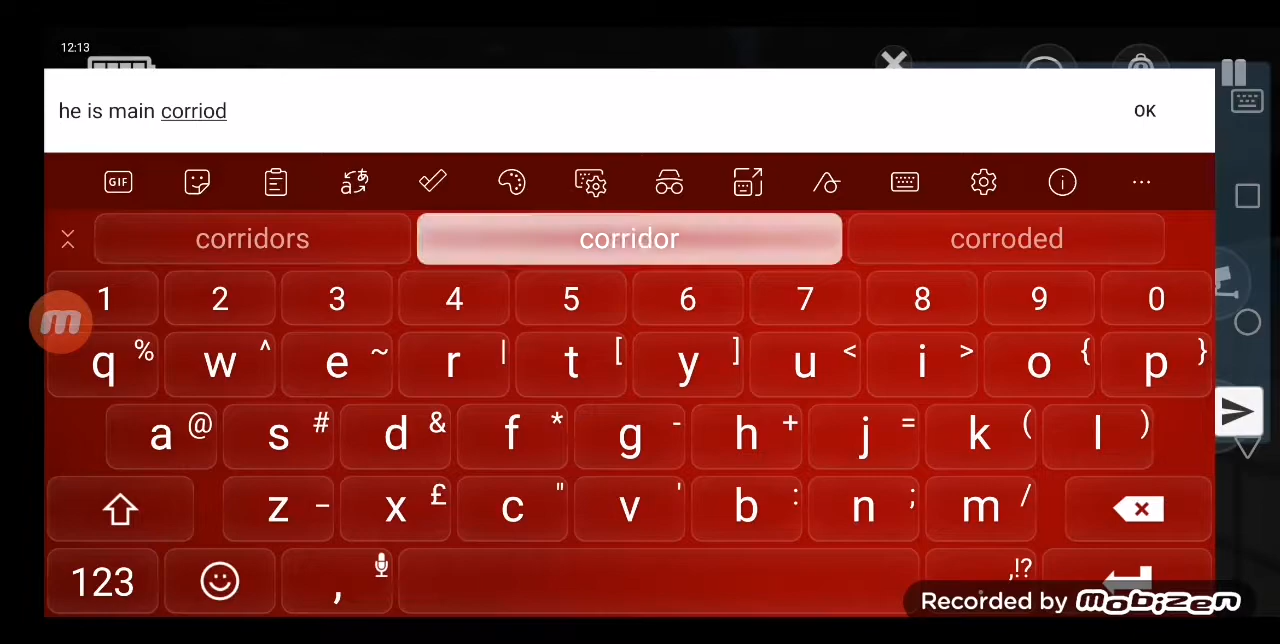 12:13
he is main corriod
OK
GIF
corridors corridor corroded
1 2 3 4 5 6 7 8 9 0
q % w ^ e ~ r | t [ y ] u < i > o { p }
a @ s # d & f * g - h + j = k ( l )
z _ x £ c " v ' b : n ; m /
123 , ,!?
Recorded by Mobizen